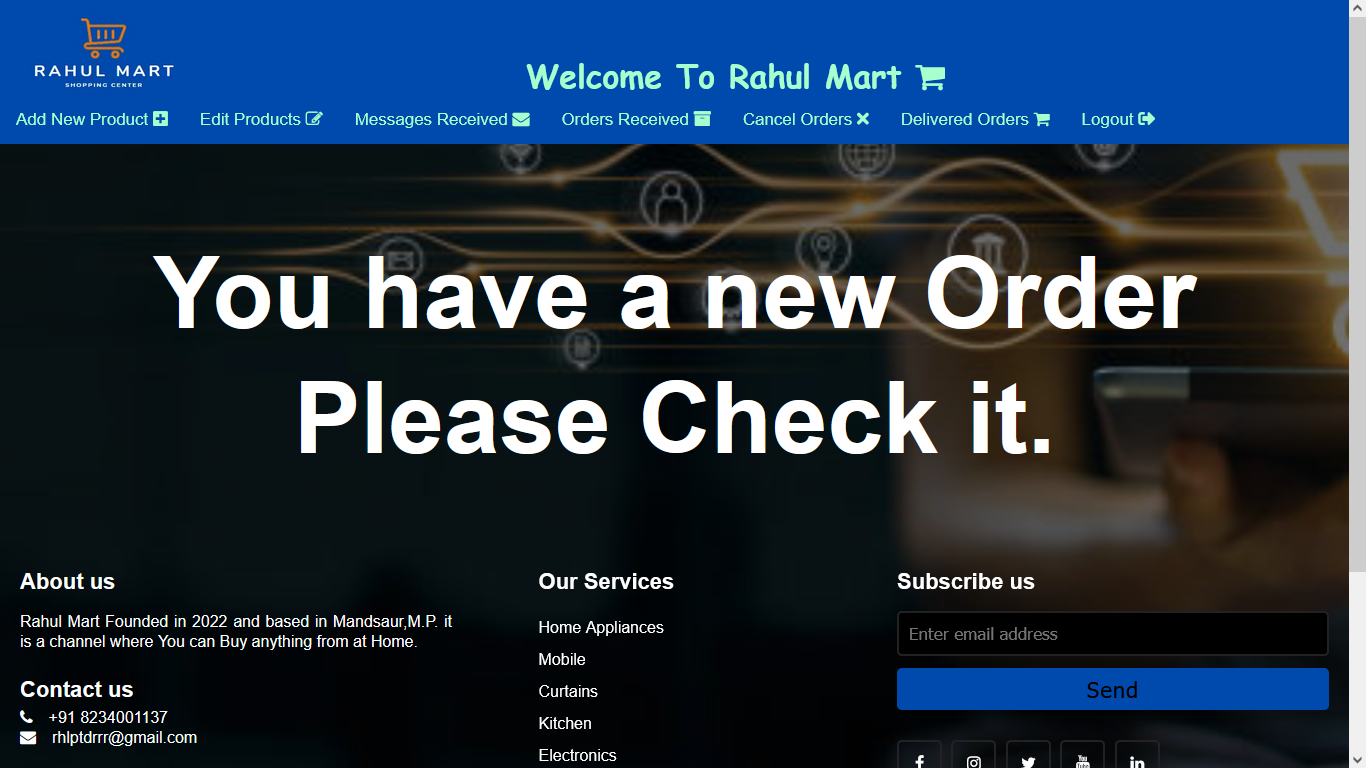 RAHUL MART
SHOPPING CENTER
Welcome To Rahul Mart
Add New Product Edit Products Messages Received Orders Received Cancel Orders Delivered Orders Logout
You have a new Order
Please Check it.
About us
Rahul Mart Founded in 2022 and based in Mandsaur,M.P. it
is a channel where You can Buy anything from at Home.
Contact us
+91 8234001137
rhlptdrrr@gmail.com
Our Services
Home Appliances
Mobile
Curtains
Kitchen
Electronics
Subscribe us
Enter email address
Send